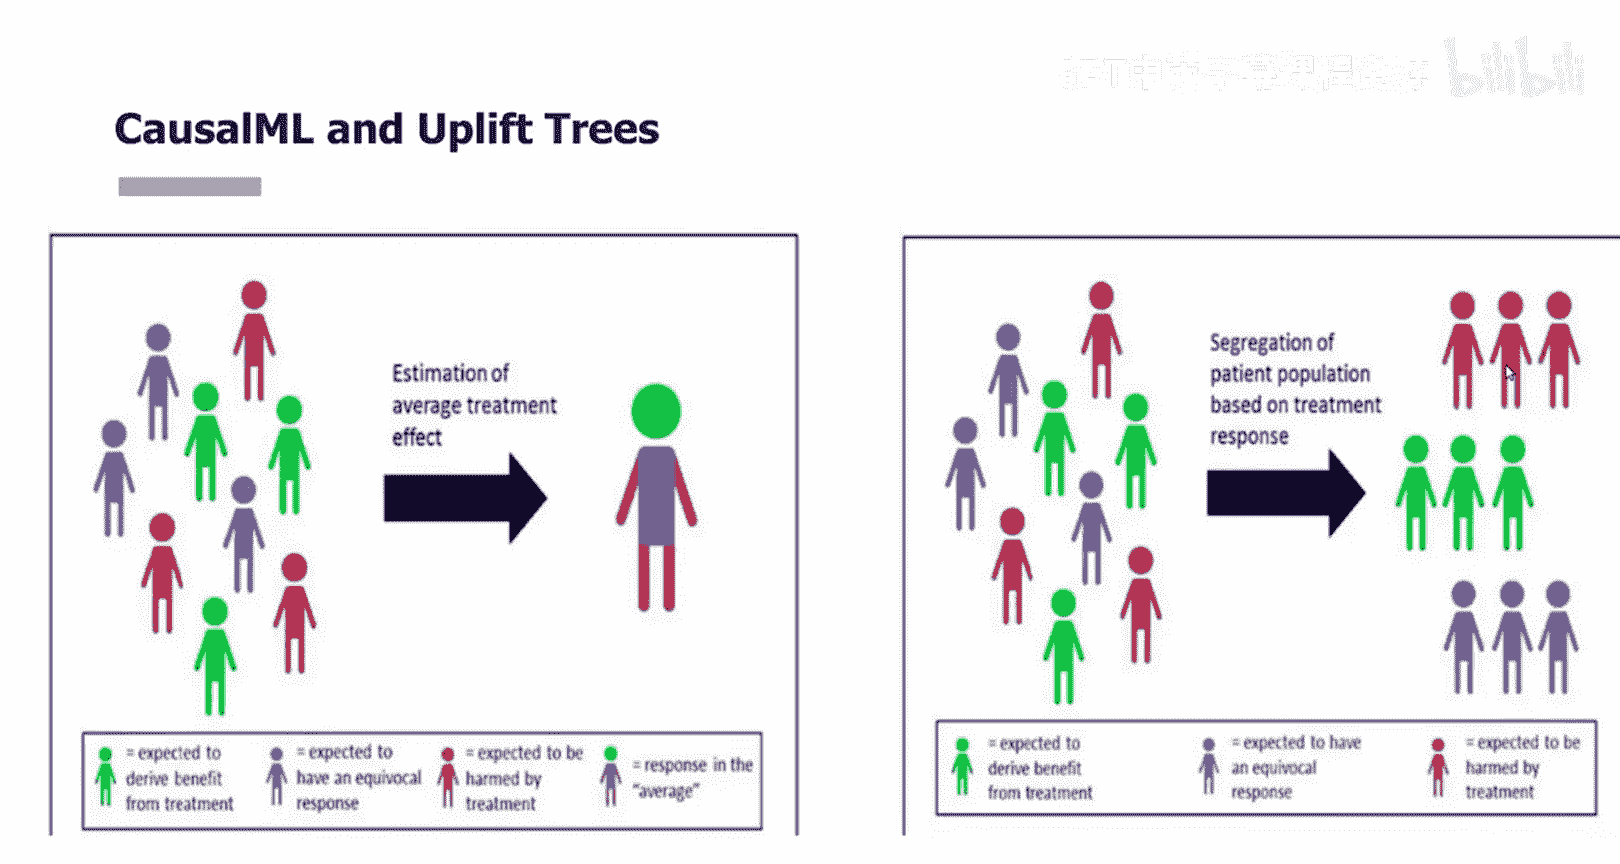 bilibili
CausalML and Uplift Trees
Estimation of
average treatment
effect
= expected to
derive benefit
from treatment
= expected to
have an equivocal
response
= expected to be
harmed by
treatment
= response in the
"average"
Segregation of
patient population
based on treatment
response
= expected to
derive benefit
from treatment
= expected to have
an equivocal
response
= expected to be
harmed by
treatment